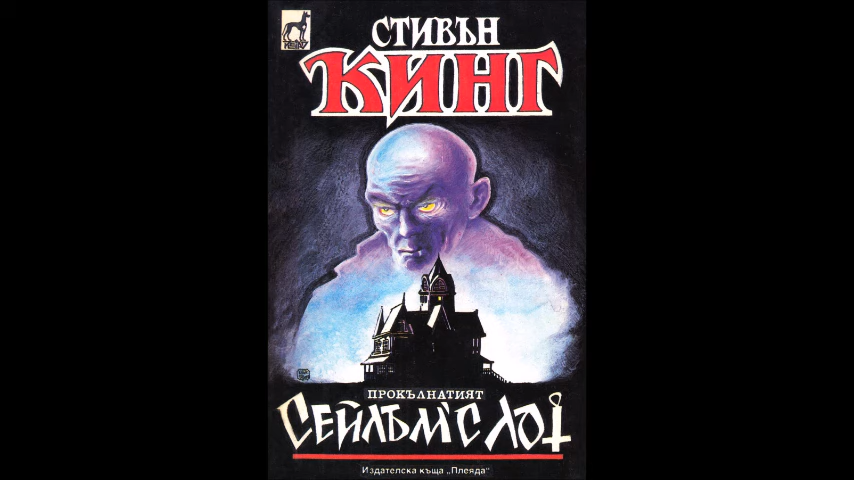 СТИВЪН
КИНГ
ПРОКЪЛНАТИЯТ
СЕЙЛЪМ'С ЛОТ
Издателска къща „Плеяда“